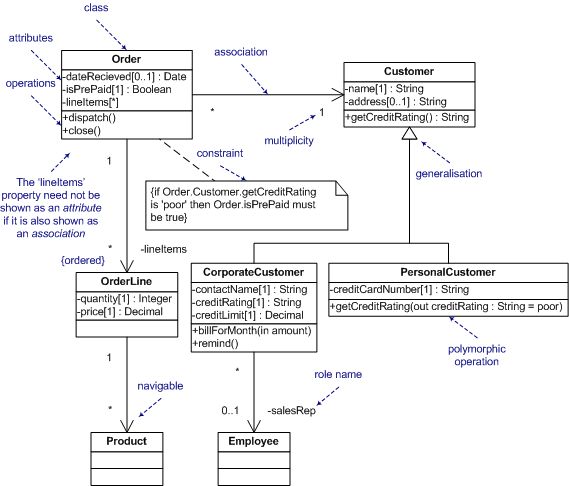 class
attributes
Order
association
Customer
-dateRecieved[0..1] : Date
-isPrePaid[1] : Boolean
-lineItems[*]
operations
-name[1] : String
-address[0..1] : String
+dispatch()
+close()
*
1
+getCreditRating() : String
multiplicity
1
constraint
generalisation
The 'lineItems'
property need not be
shown as an attribute
if it is also shown as
an association
{if Order.Customer.getCreditRating
is 'poor' then Order.isPrePaid must
be true}
*
-lineItems
{ordered}
OrderLine
-quantity[1] : Integer
-price[1] : Decimal
CorporateCustomer
-contactName[1] : String
-creditRating[1] : String
-creditLimit[1] : Decimal
+billForMonth(in amount)
+remind()
PersonalCustomer
-creditCardNumber[1] : String
+getCreditRating(out creditRating : String = poor)
polymorphic
operation
1
navigable
*
role name
*
0..1
-salesRep
Product
Employee